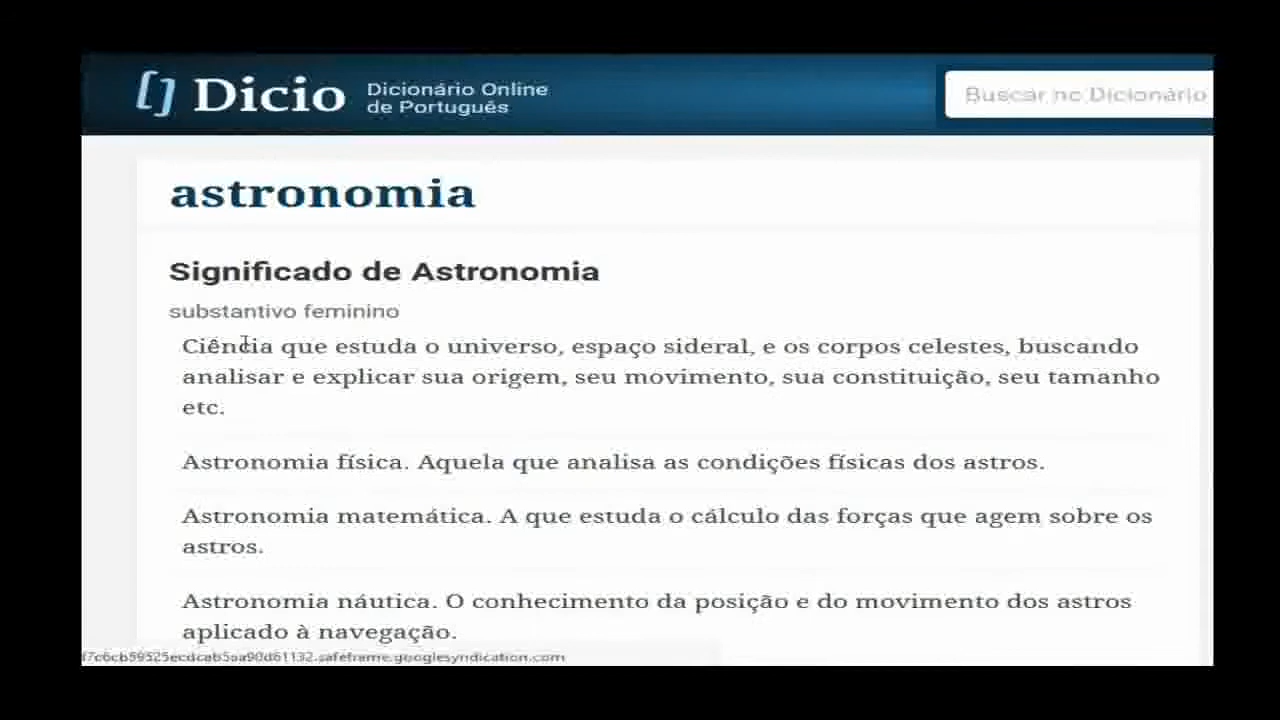 [] Dicio
Dicionário Online
de Português
Buscar no Dicionário
astronomia
Significado de Astronomia
substantivo feminino
Ciência que estuda o universo, espaço sideral, e os corpos celestes, buscando
analisar e explicar sua origem, seu movimento, sua constituição, seu tamanho
etc.
Astronomia física. Aquela que analisa as condições físicas dos astros.
Astronomia matemática. A que estuda o cálculo das forças que agem sobre os
astros.
Astronomia náutica. O conhecimento da posição e do movimento dos astros
aplicado à navegação.
.safeframe.googlesyndication.com